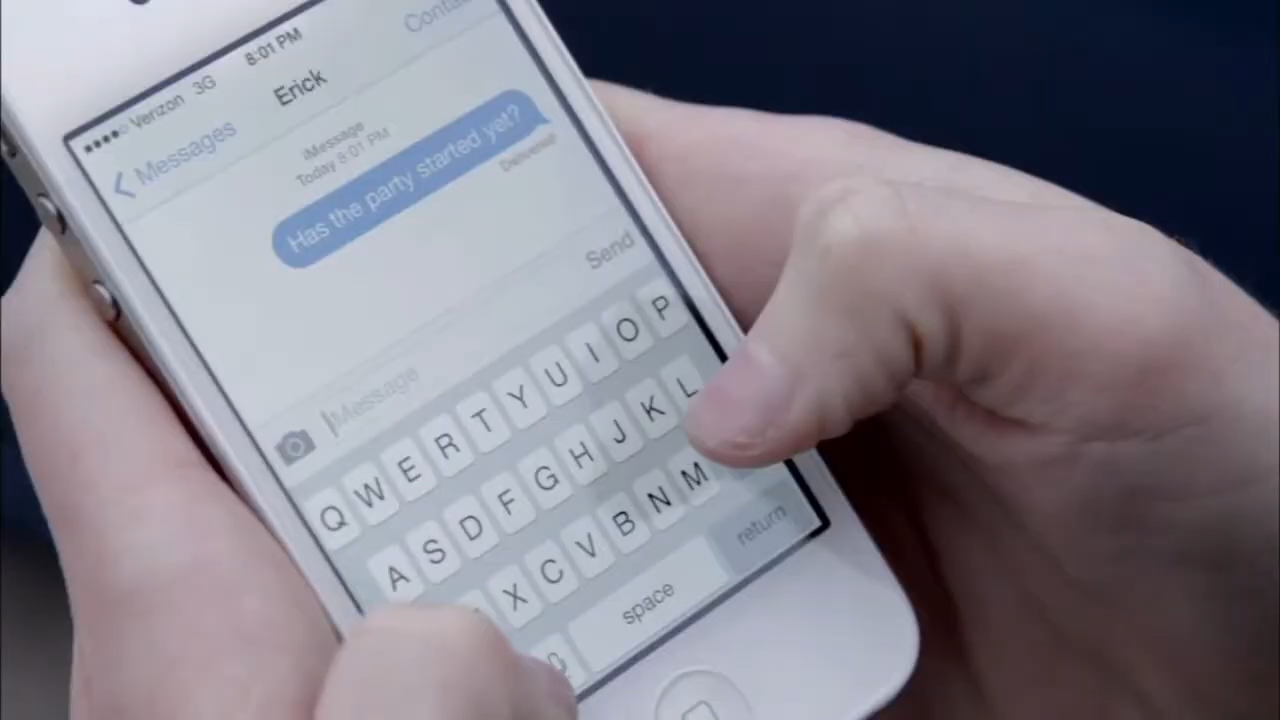 Verizon 3G 8:01 PM
Messages Erick
iMessage
Today 8:01 PM
Has the party started yet?
Delivered
Message Send
Q W E R T Y U I O P
A S D F G H J K L
X C V B N M
space return